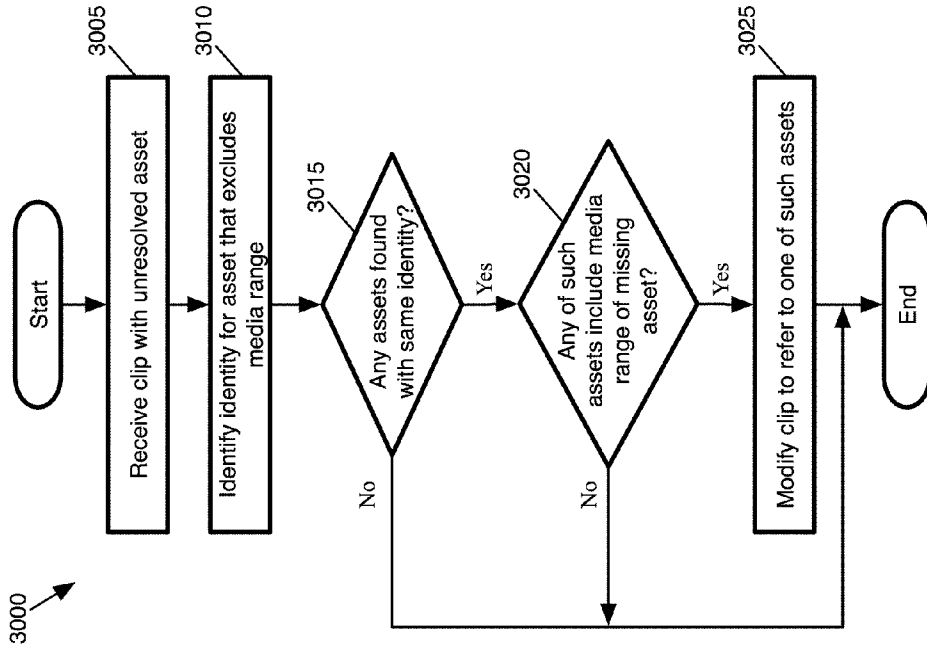 3000
Start
3005
Receive clip with unresolved asset
3010
Identify identity for asset that excludes
media range
3015
Any assets found
with same identity?
No
Yes
3020
Any of such
assets include media
range of missing
asset?
No
Yes
3025
Modify clip to refer to one of such assets
End